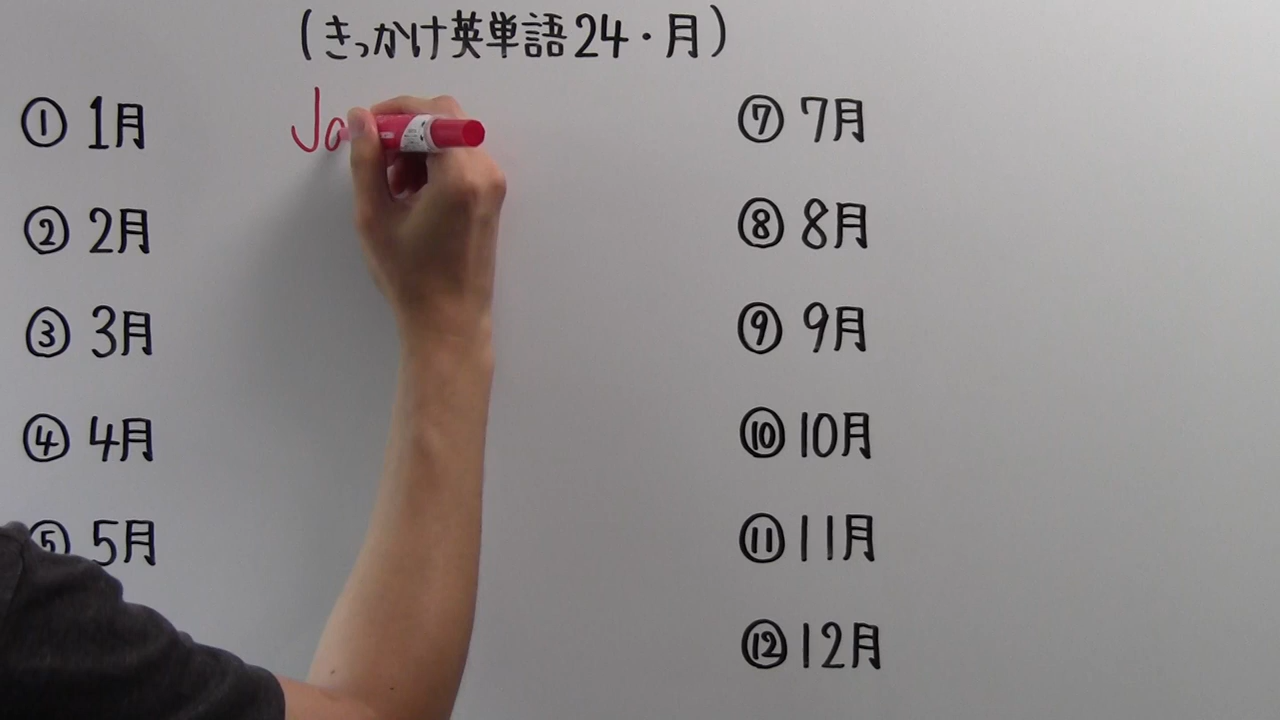 (きっかけ英単語24・月)
① 1月
Ja
② 2月
③ 3月
④ 4月
⑤ 5月
⑦ 7月
⑧ 8月
⑨ 9月
⑩ 10月
⑪ 11月
⑫ 12月